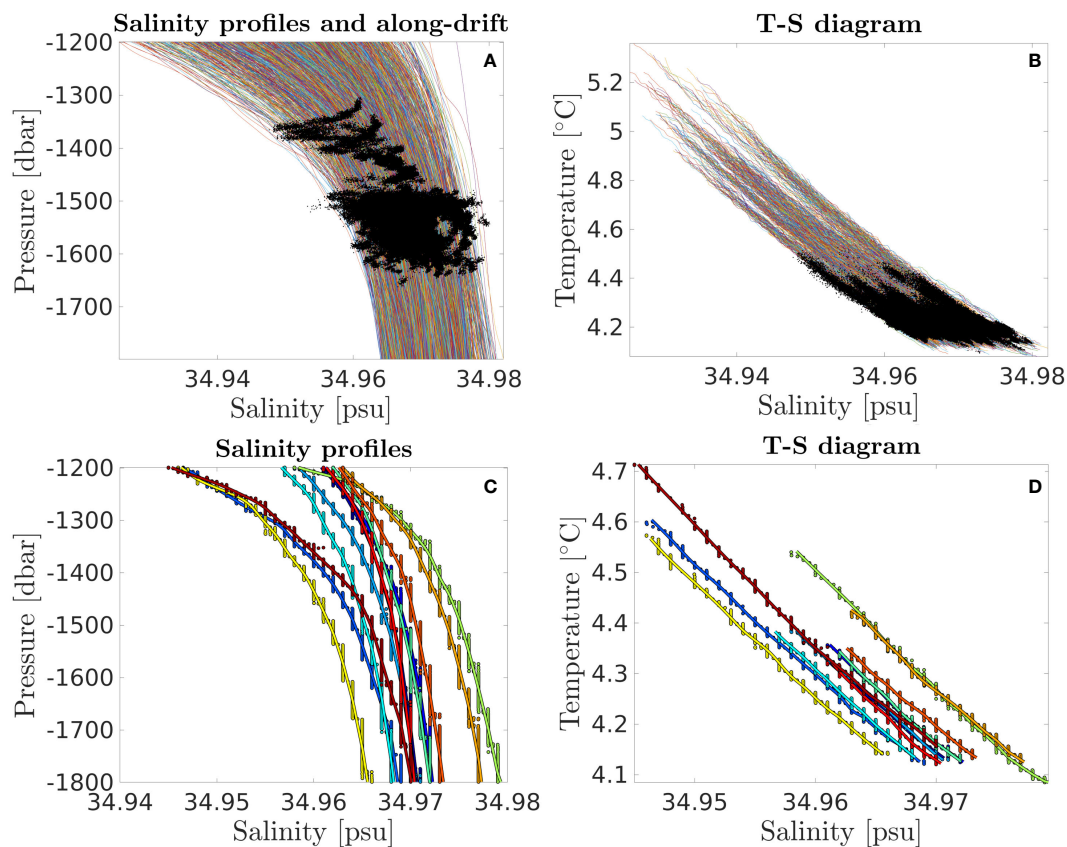 Salinity profiles and along-drift
A
-1200
-1300
-1400
-1500
-1600
-1700
Pressure [dbar]
34.94
34.96
34.98
Salinity [psu]
T-S diagram
B
5.2
5
4.8
4.6
4.4
4.2
Temperature [°C]
34.94
34.96
34.98
Salinity [psu]
Salinity profiles
C
-1200
-1300
-1400
-1500
-1600
-1700
-1800
Pressure [dbar]
34.94
34.95
34.96
34.97
34.98
Salinity [psu]
T-S diagram
D
4.7
4.6
4.5
4.4
4.3
4.2
4.1
Temperature [°C]
34.95
34.96
34.97
Salinity [psu]